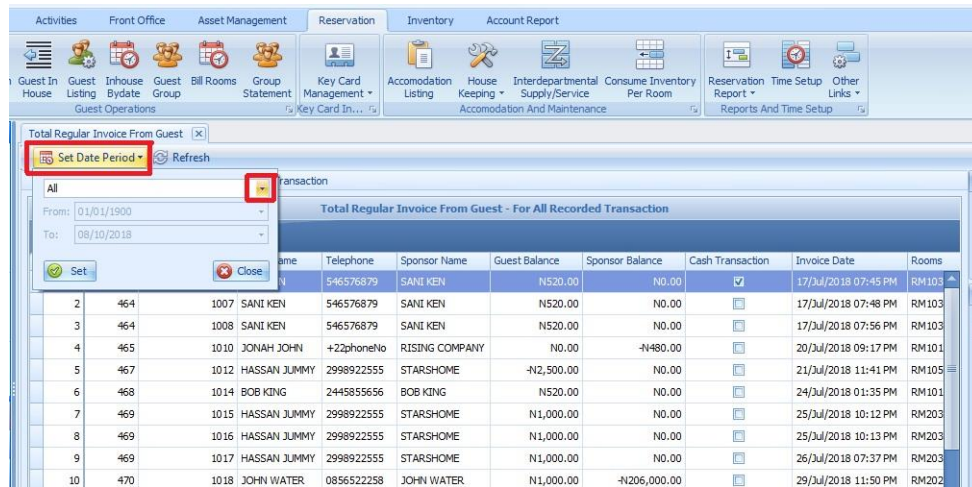 Activities Front Office Asset Management Reservation Inventory Account Report
Guest In House Guest Listing Inhouse Bydate Guest Group Bill Rooms Group Statement Key Card Management Accomodation Listing House Keeping Interdepartmental Supply/Service Consume Inventory Per Room Reservation Report Time Setup Other Links
Guest Operations Key Card In... Accomodation And Maintenance Reports And Time Setup
Total Regular Invoice From Guest
Set Date Period Refresh
All
From: 01/01/1900
To: 08/10/2018
Set Close
Total Regular Invoice From Guest - For All Recorded Transaction
Telephone Sponsor Name Guest Balance Sponsor Balance Cash Transaction Invoice Date Rooms
546576879 SANI KEN N520.00 N0.00 17/Jul/2018 07:45 PM RM103
2 464 1007 SANI KEN 546576879 SANI KEN N520.00 N0.00 17/Jul/2018 07:48 PM RM103
3 464 1008 SANI KEN 546576879 SANI KEN N0.00 N0.00 17/Jul/2018 07:56 PM RM103
4 465 1010 JONAH JOHN +22phoneNo RISING COMPANY N0.00 -N480.00 20/Jul/2018 09:17 PM RM101
5 467 1012 HASSAN JUMMY 2998922555 STARSHOME -N2,500.00 N0.00 21/Jul/2018 11:41 PM RM105
6 468 1014 BOB KING 2445855656 BOB KING N520.00 N0.00 24/Jul/2018 01:35 PM RM101
7 469 1015 HASSAN JUMMY 2998922555 STARSHOME N1,000.00 N0.00 25/Jul/2018 10:12 PM RM203
8 469 1016 HASSAN JUMMY 2998922555 STARSHOME N1,000.00 N0.00 25/Jul/2018 10:13 PM RM203
9 469 1017 HASSAN JUMMY 2998922555 STARSHOME N1,000.00 N0.00 26/Jul/2018 07:37 PM RM203
10 470 1018 JOHN WATER 0856522258 JOHN WATER N1,000.00 -N206,000.00 29/Jul/2018 11:50 PM RM202